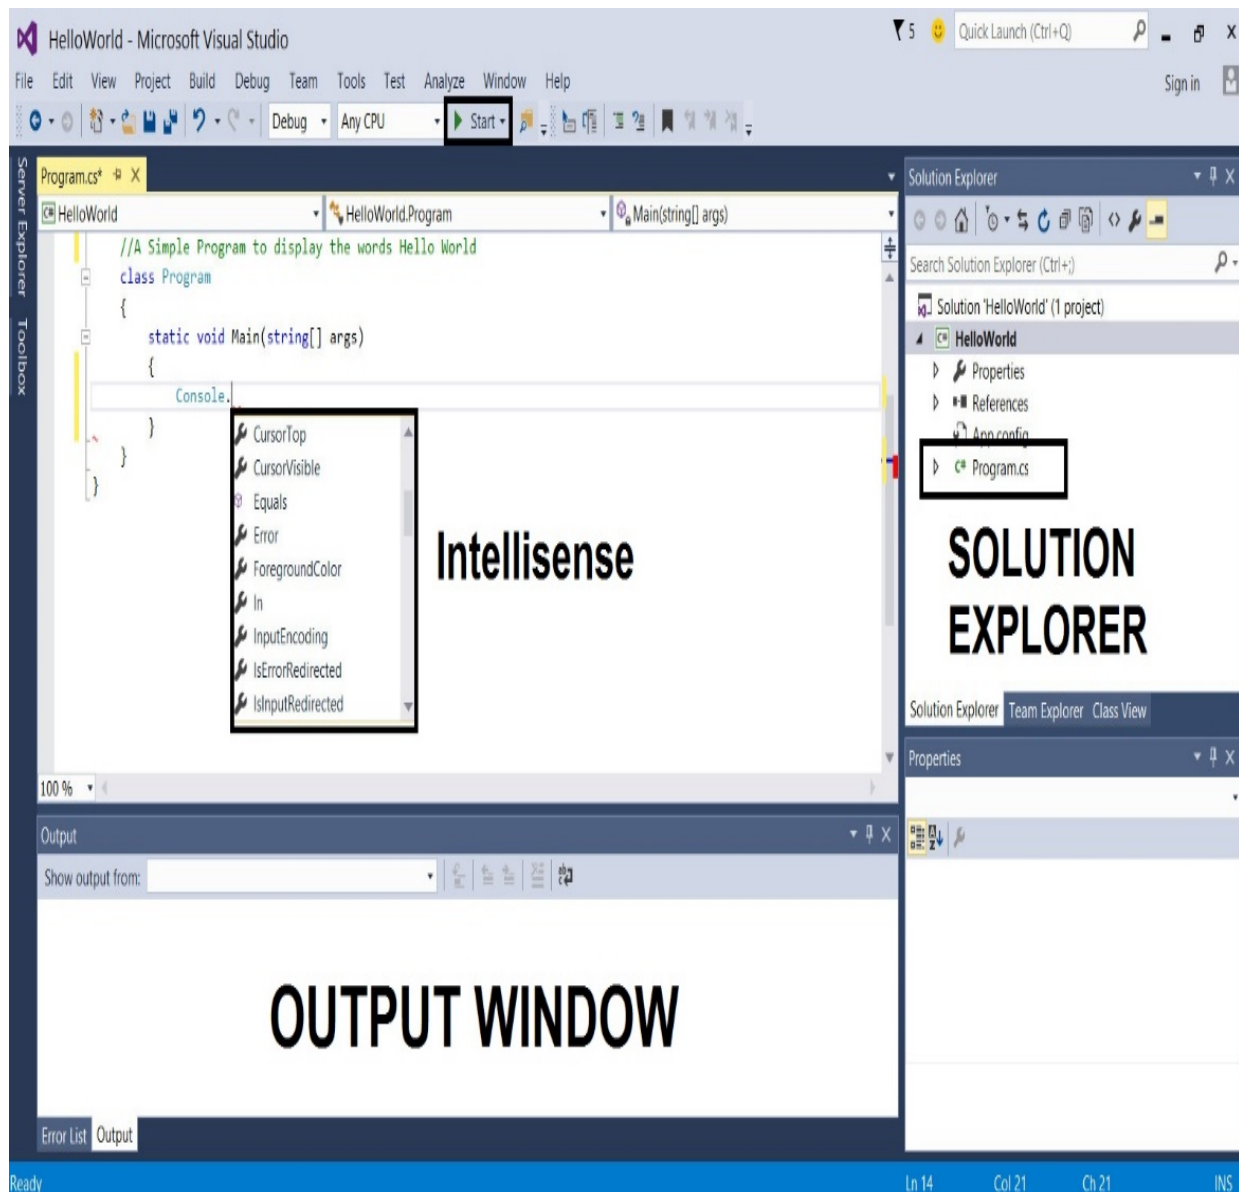 HelloWorld - Microsoft Visual Studio
5
Quick Launch (Ctrl+Q)
File Edit View Project Build Debug Team Tools Test Analyze Window Help
Sign in
Debug Any CPU Start
Server Explorer
Toolbox
Program.cs*
HelloWorld
HelloWorld.Program
Main(string[] args)
//A Simple Program to display the words Hello World
class Program
{
static void Main(string[] args)
{
Console.
}
}
}
CursorTop
CursorVisible
Equals
Error
ForegroundColor
In
InputEncoding
IsErrorRedirected
IsInputRedirected
Intellisense
100 %
Solution Explorer
Search Solution Explorer (Ctrl+;)
Solution 'HelloWorld' (1 project)
C# HelloWorld
Properties
References
App.config
C# Program.cs
SOLUTION
EXPLORER
Solution Explorer Team Explorer Class View
Properties
Output
Show output from:
OUTPUT WINDOW
Error List Output
Ready
Ln 14 Col 21 Ch 21 INS